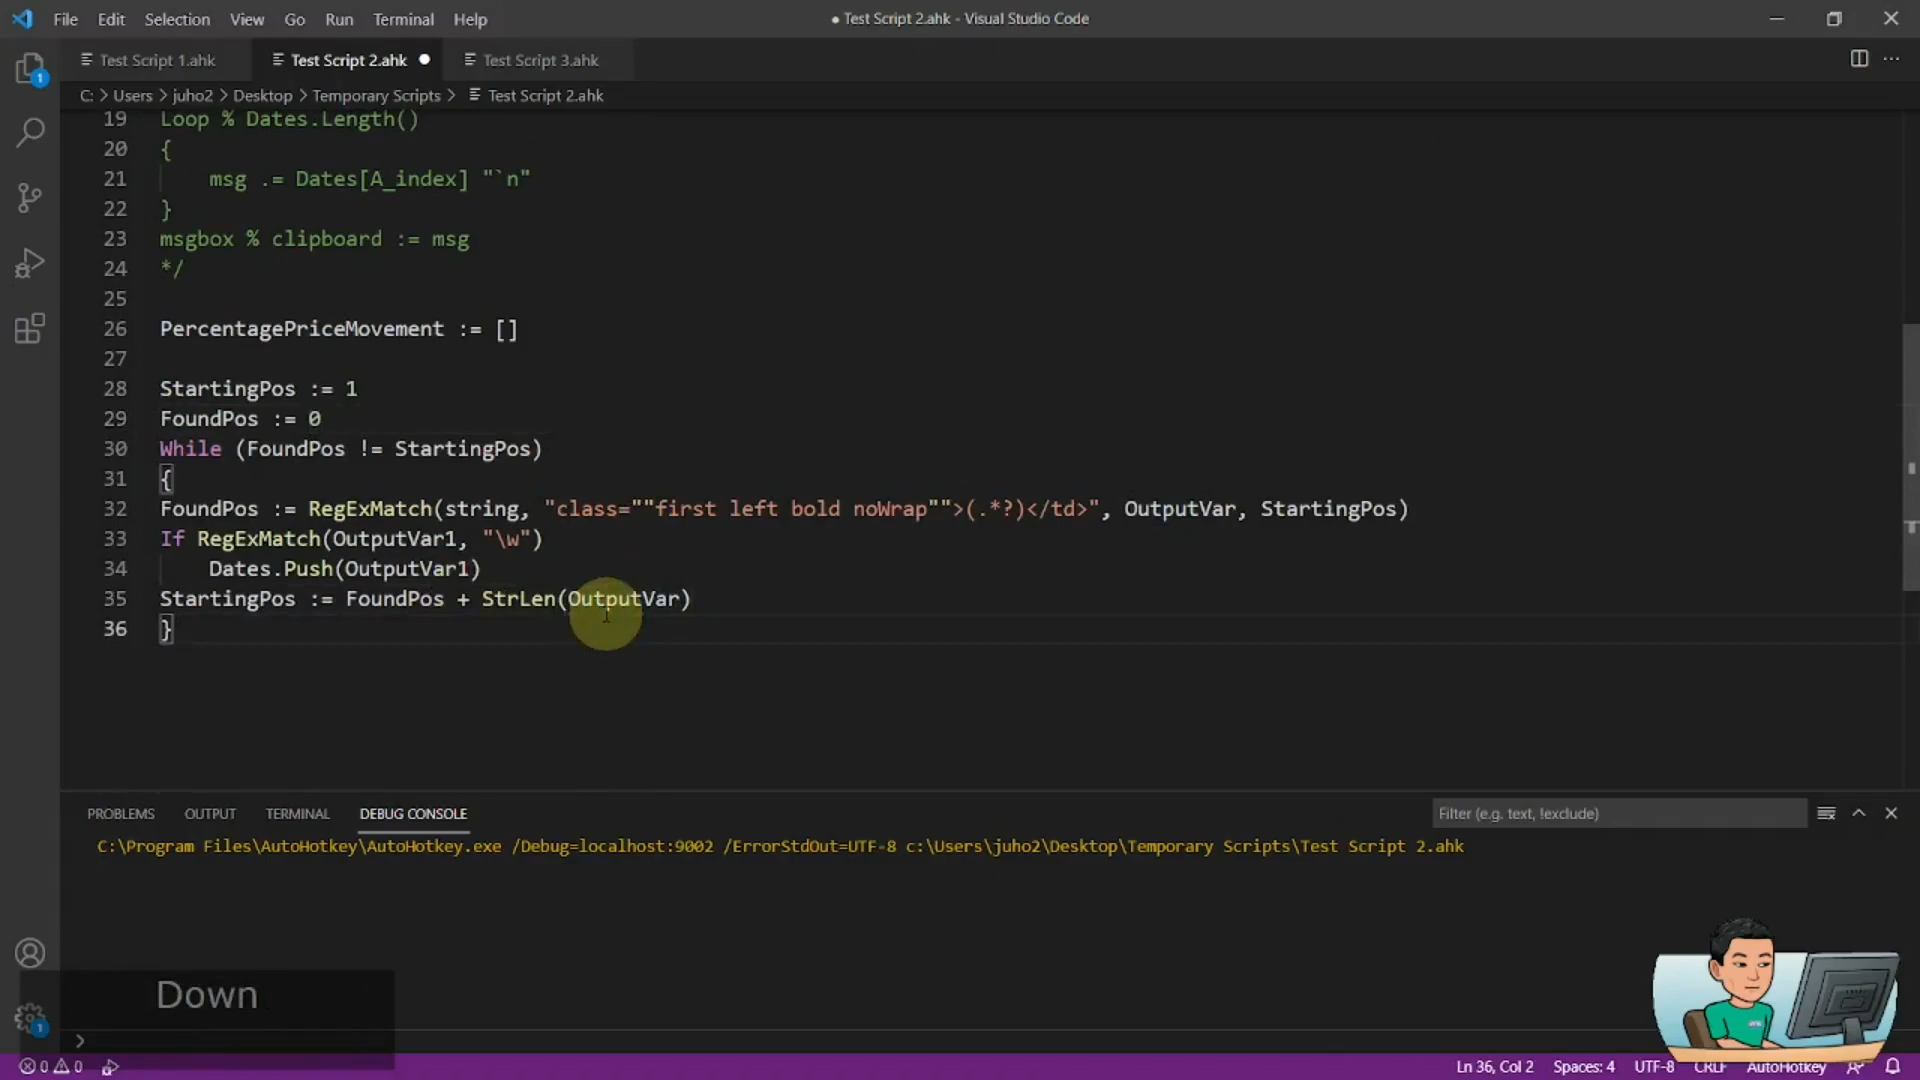 File Edit Selection View Go Run Terminal Help
● Test Script 2.ahk - Visual Studio Code
Test Script 1.ahk
Test Script 2.ahk ●
Test Script 3.ahk
C: > Users > juho2 > Desktop > Temporary Scripts > Test Script 2.ahk
19 Loop % Dates.Length()
20 {
21 msg .= Dates[A_index] "`n"
22 }
23 msgbox % clipboard := msg
24 */
25
26 PercentagePriceMovement := []
27
28 StartingPos := 1
29 FoundPos := 0
30 While (FoundPos != StartingPos)
31 {
32 FoundPos := RegExMatch(string, "class=""first left bold noWrap"">(.*?)</td>", OutputVar, StartingPos)
33 If RegExMatch(OutputVar1, "\w")
34 Dates.Push(OutputVar1)
35 StartingPos := FoundPos + StrLen(OutputVar)
36 }
PROBLEMS OUTPUT TERMINAL DEBUG CONSOLE
Filter (e.g. text, !exclude)
C:\Program Files\AutoHotkey\AutoHotkey.exe /Debug=localhost:9002 /ErrorStdOut=UTF-8 c:\Users\juho2\Desktop\Temporary Scripts\Test Script 2.ahk
1
Down
1
>
0 0
Ln 36, Col 2 Spaces: 4 UTF-8 CRLF AutoHotkey